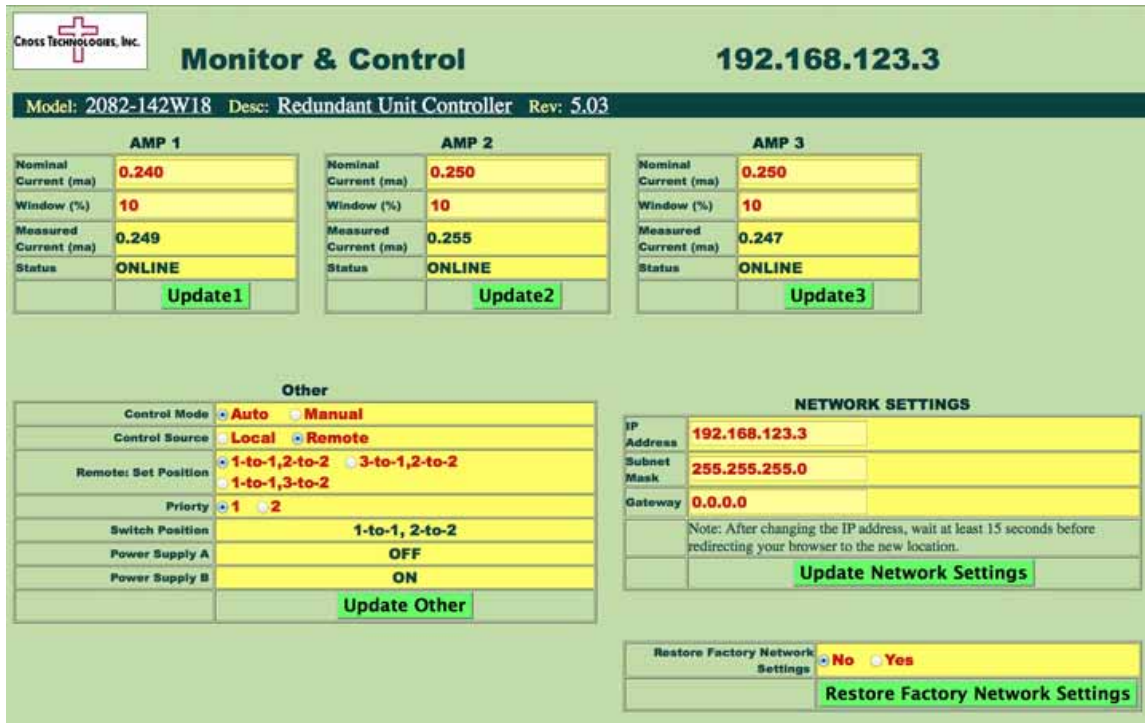 CROSS TECHNOLOGIES, INC.
Monitor & Control
192.168.123.3
Model: 2082-142W18 Desc: Redundant Unit Controller Rev: 5.03
AMP 1
Nominal
Current (ma)
0.240
Window (%)
10
Measured
Current (ma)
0.249
Status
ONLINE
Update1
AMP 2
Nominal
Current (ma)
0.250
Window (%)
10
Measured
Current (ma)
0.255
Status
ONLINE
Update2
AMP 3
Nominal
Current (ma)
0.250
Window (%)
10
Measured
Current (ma)
0.247
Status
ONLINE
Update3
Other
Control Mode Auto Manual
Control Source Local Remote
Remote: Set Position
1-to-1,2-to-2 3-to-1,2-to-2
1-to-1,3-to-2
Priorty 1 2
Switch Position 1-to-1, 2-to-2
Power Supply A OFF
Power Supply B ON
Update Other
NETWORK SETTINGS
IP
Address
192.168.123.3
Subnet
Mask
255.255.255.0
Gateway 0.0.0.0
Note: After changing the IP address, wait at least 15 seconds before
redirecting your browser to the new location.
Update Network Settings
Restore Factory Network
Settings
No Yes
Restore Factory Network Settings